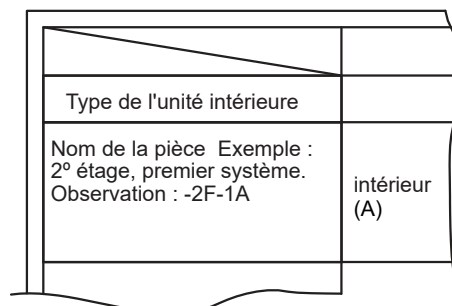 Type de l'unité intérieure
Nom de la pièce Exemple :
2º étage, premier système.
Observation : -2F-1A
intérieur
(A)